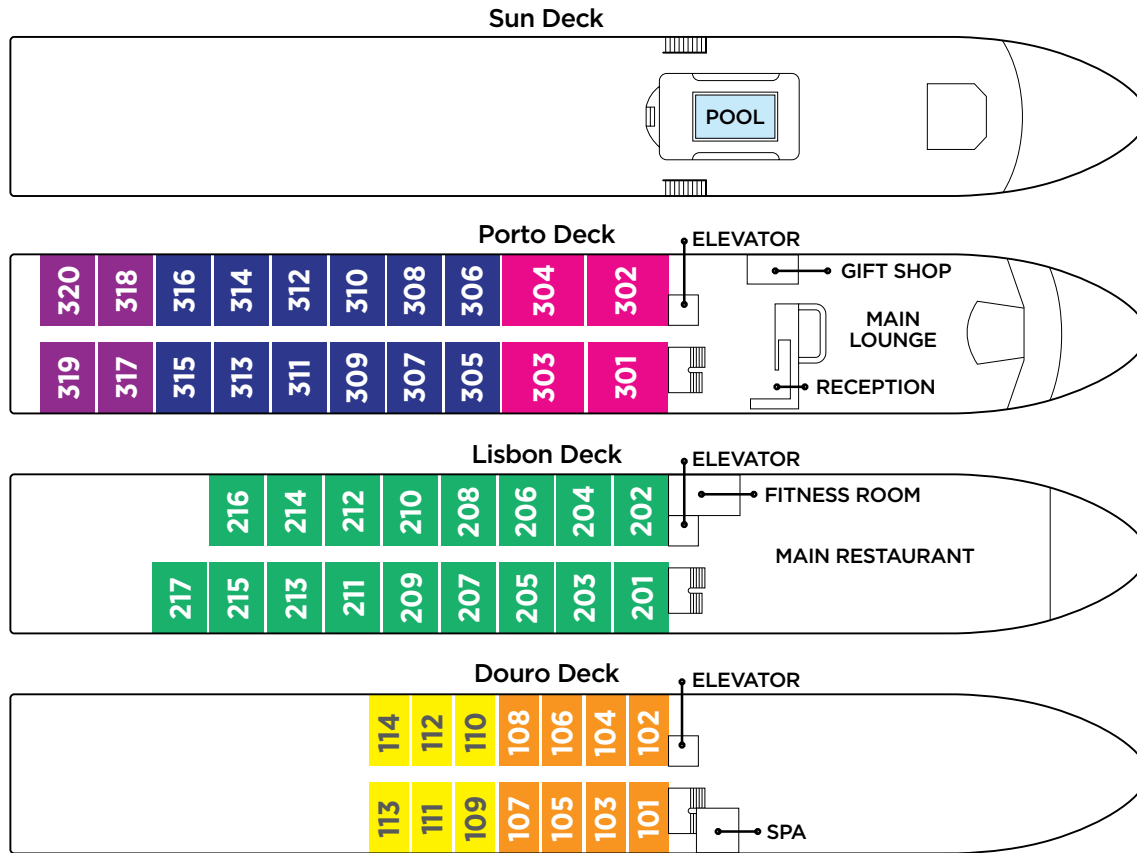 Sun Deck
POOL
Porto Deck
ELEVATOR
320 318 316 314 312 310 308 306 304 302
GIFT SHOP
MAIN
LOUNGE
319 317 315 313 311 309 307 305 303 301
RECEPTION
Lisbon Deck
ELEVATOR
216 214 212 210 208 206 204 202
FITNESS ROOM
MAIN RESTAURANT
217 215 213 211 209 207 205 203 201
Douro Deck
ELEVATOR
114 112 110 108 106 104 102
113 111 109 107 105 103 101
SPA